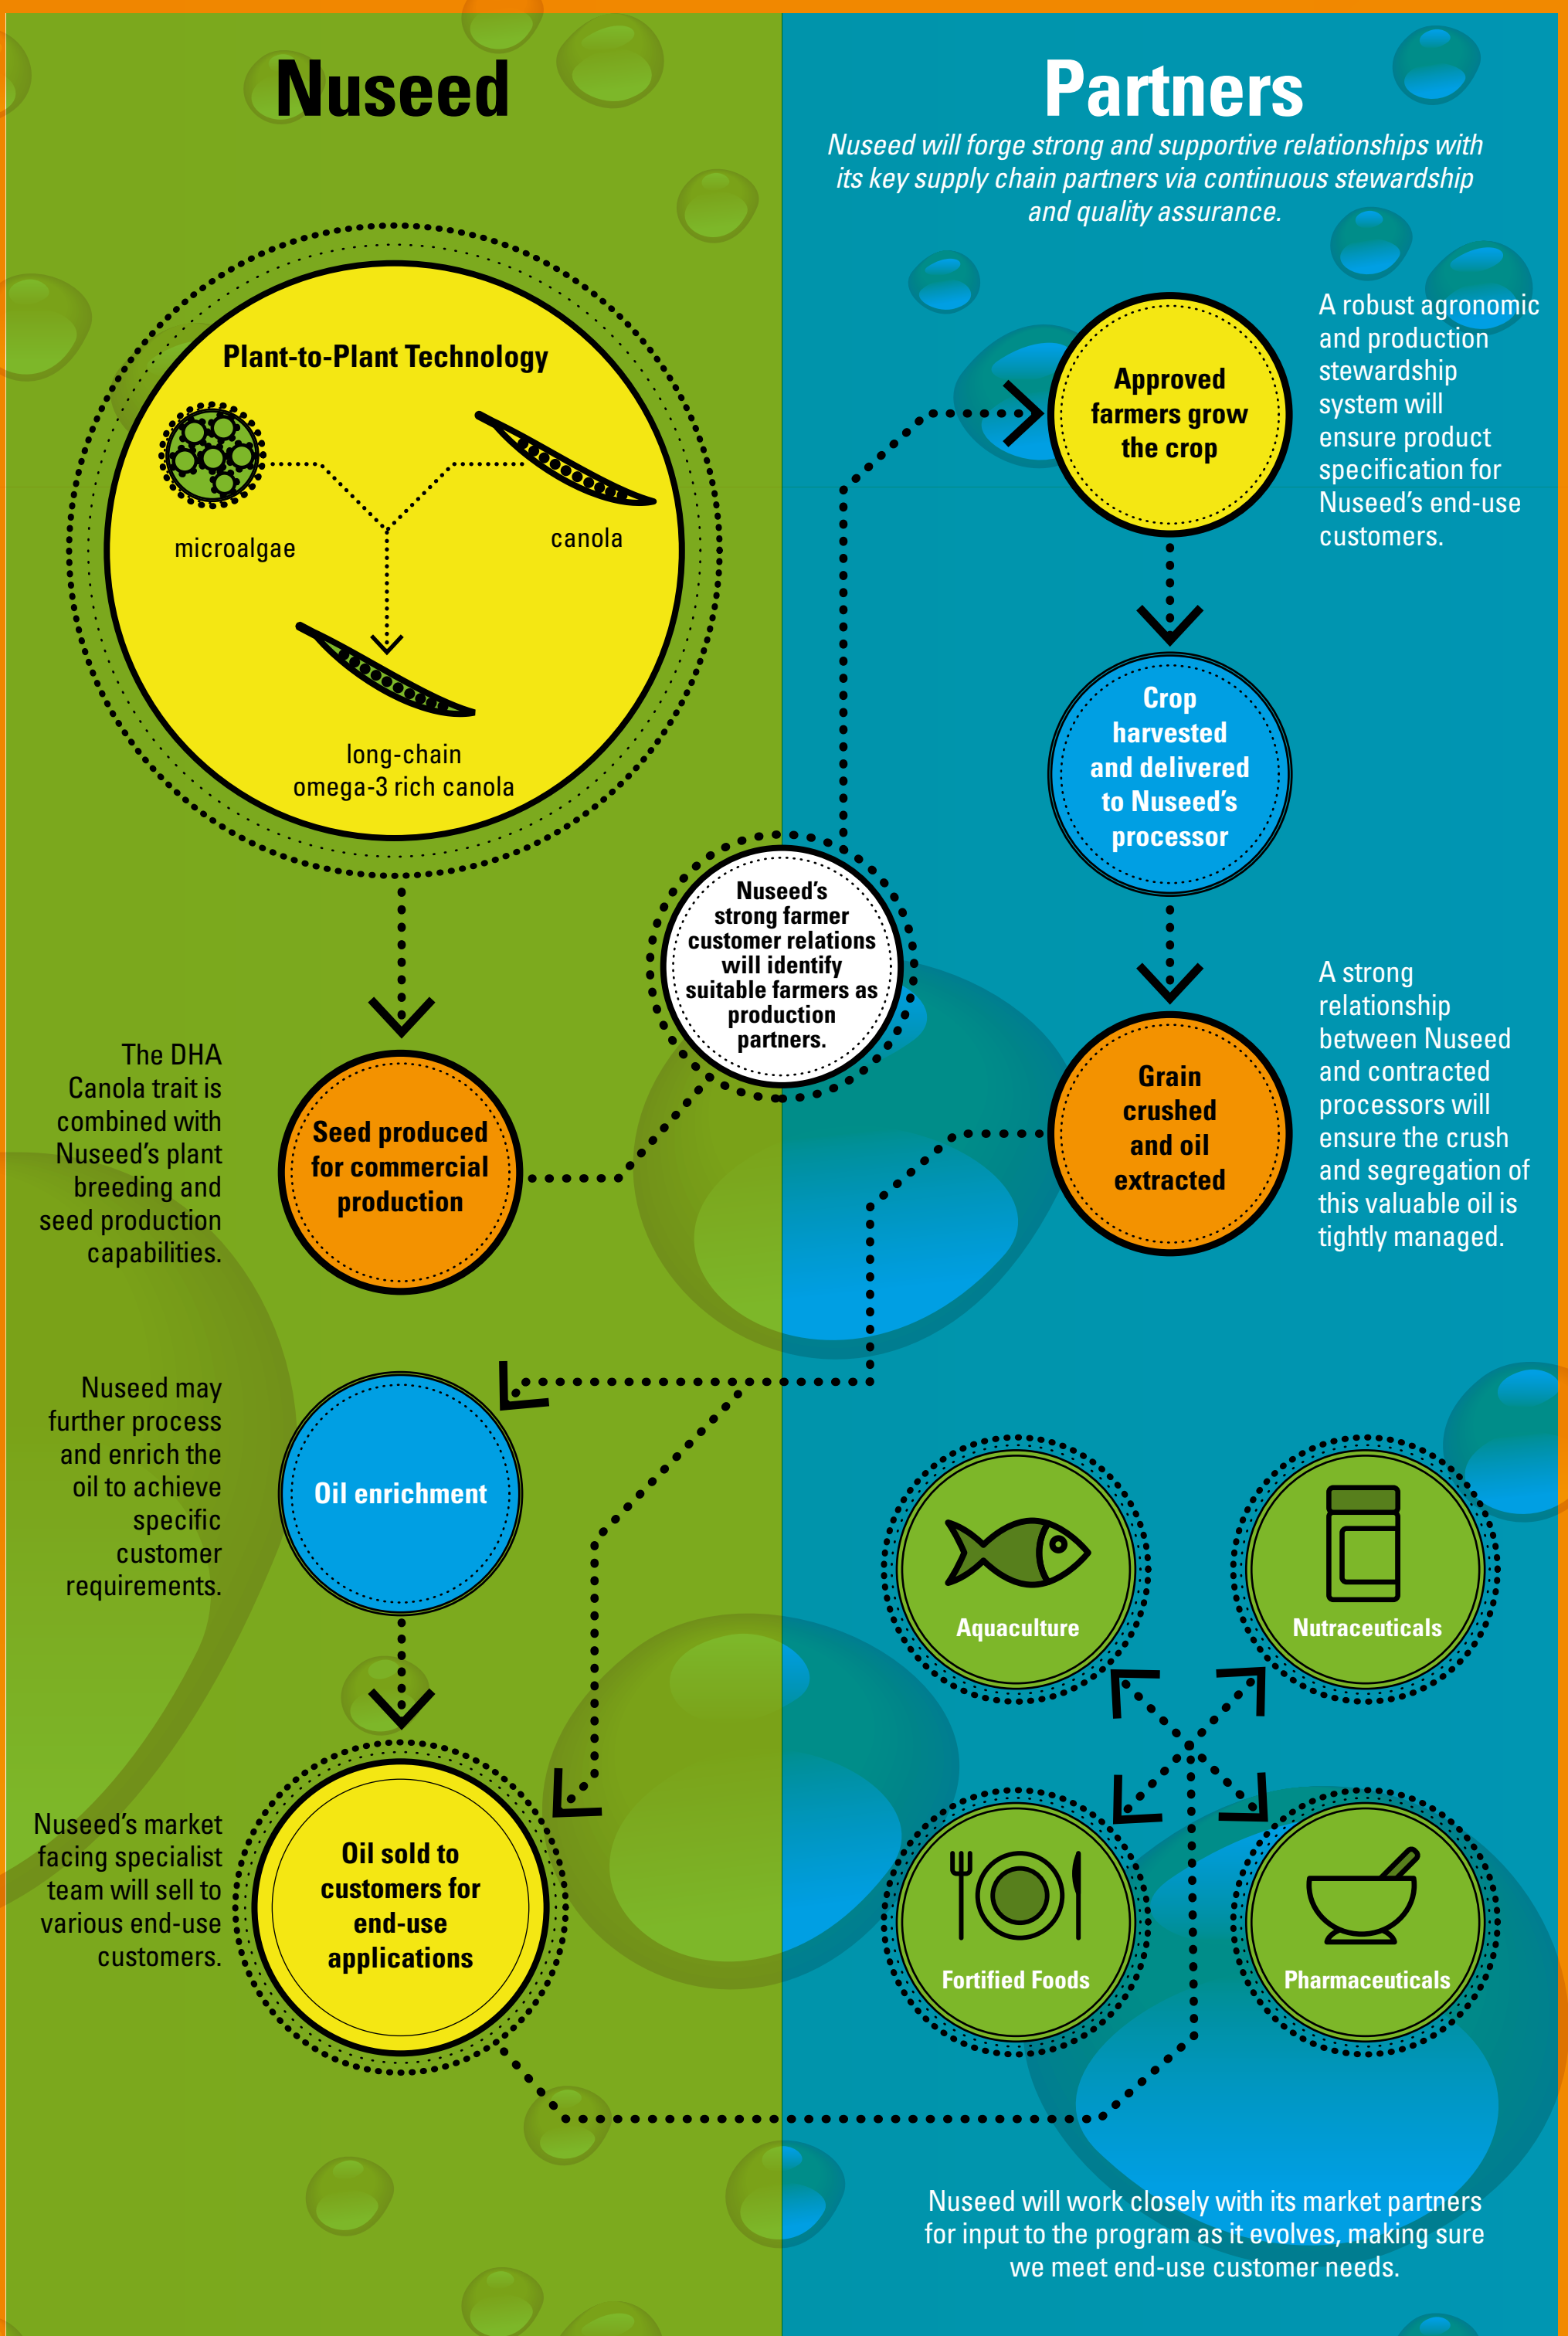 Nuseed
Plant-to-Plant Technology
microalgae
canola
long-chain
omega-3 rich canola
The DHA
Canola trait is
combined with
Nuseed’s plant
breeding and
seed production
capabilities.
Seed produced
for commercial
production
Nuseed’s
strong farmer
customer relations
will identify
suitable farmers as
production
partners.
Partners
Nuseed will forge strong and supportive relationships with
its key supply chain partners via continuous stewardship
and quality assurance.
Approved
farmers grow
the crop
A robust agronomic
and production
stewardship
system will
ensure product
specification for
Nuseed’s end-use
customers.
Crop
harvested
and delivered
to Nuseed’s
processor
Grain
crushed
and oil
extracted
A strong
relationship
between Nuseed
and contracted
processors will
ensure the crush
and segregation of
this valuable oil is
tightly managed.
Nuseed may
further process
and enrich the
oil to achieve
specific
customer
requirements.
Oil enrichment
Nuseed’s market
facing specialist
team will sell to
various end-use
customers.
Oil sold to
customers for
end-use
applications
Aquaculture
Nutraceuticals
Fortified Foods
Pharmaceuticals
Nuseed will work closely with its market partners
for input to the program as it evolves, making sure
we meet end-use customer needs.